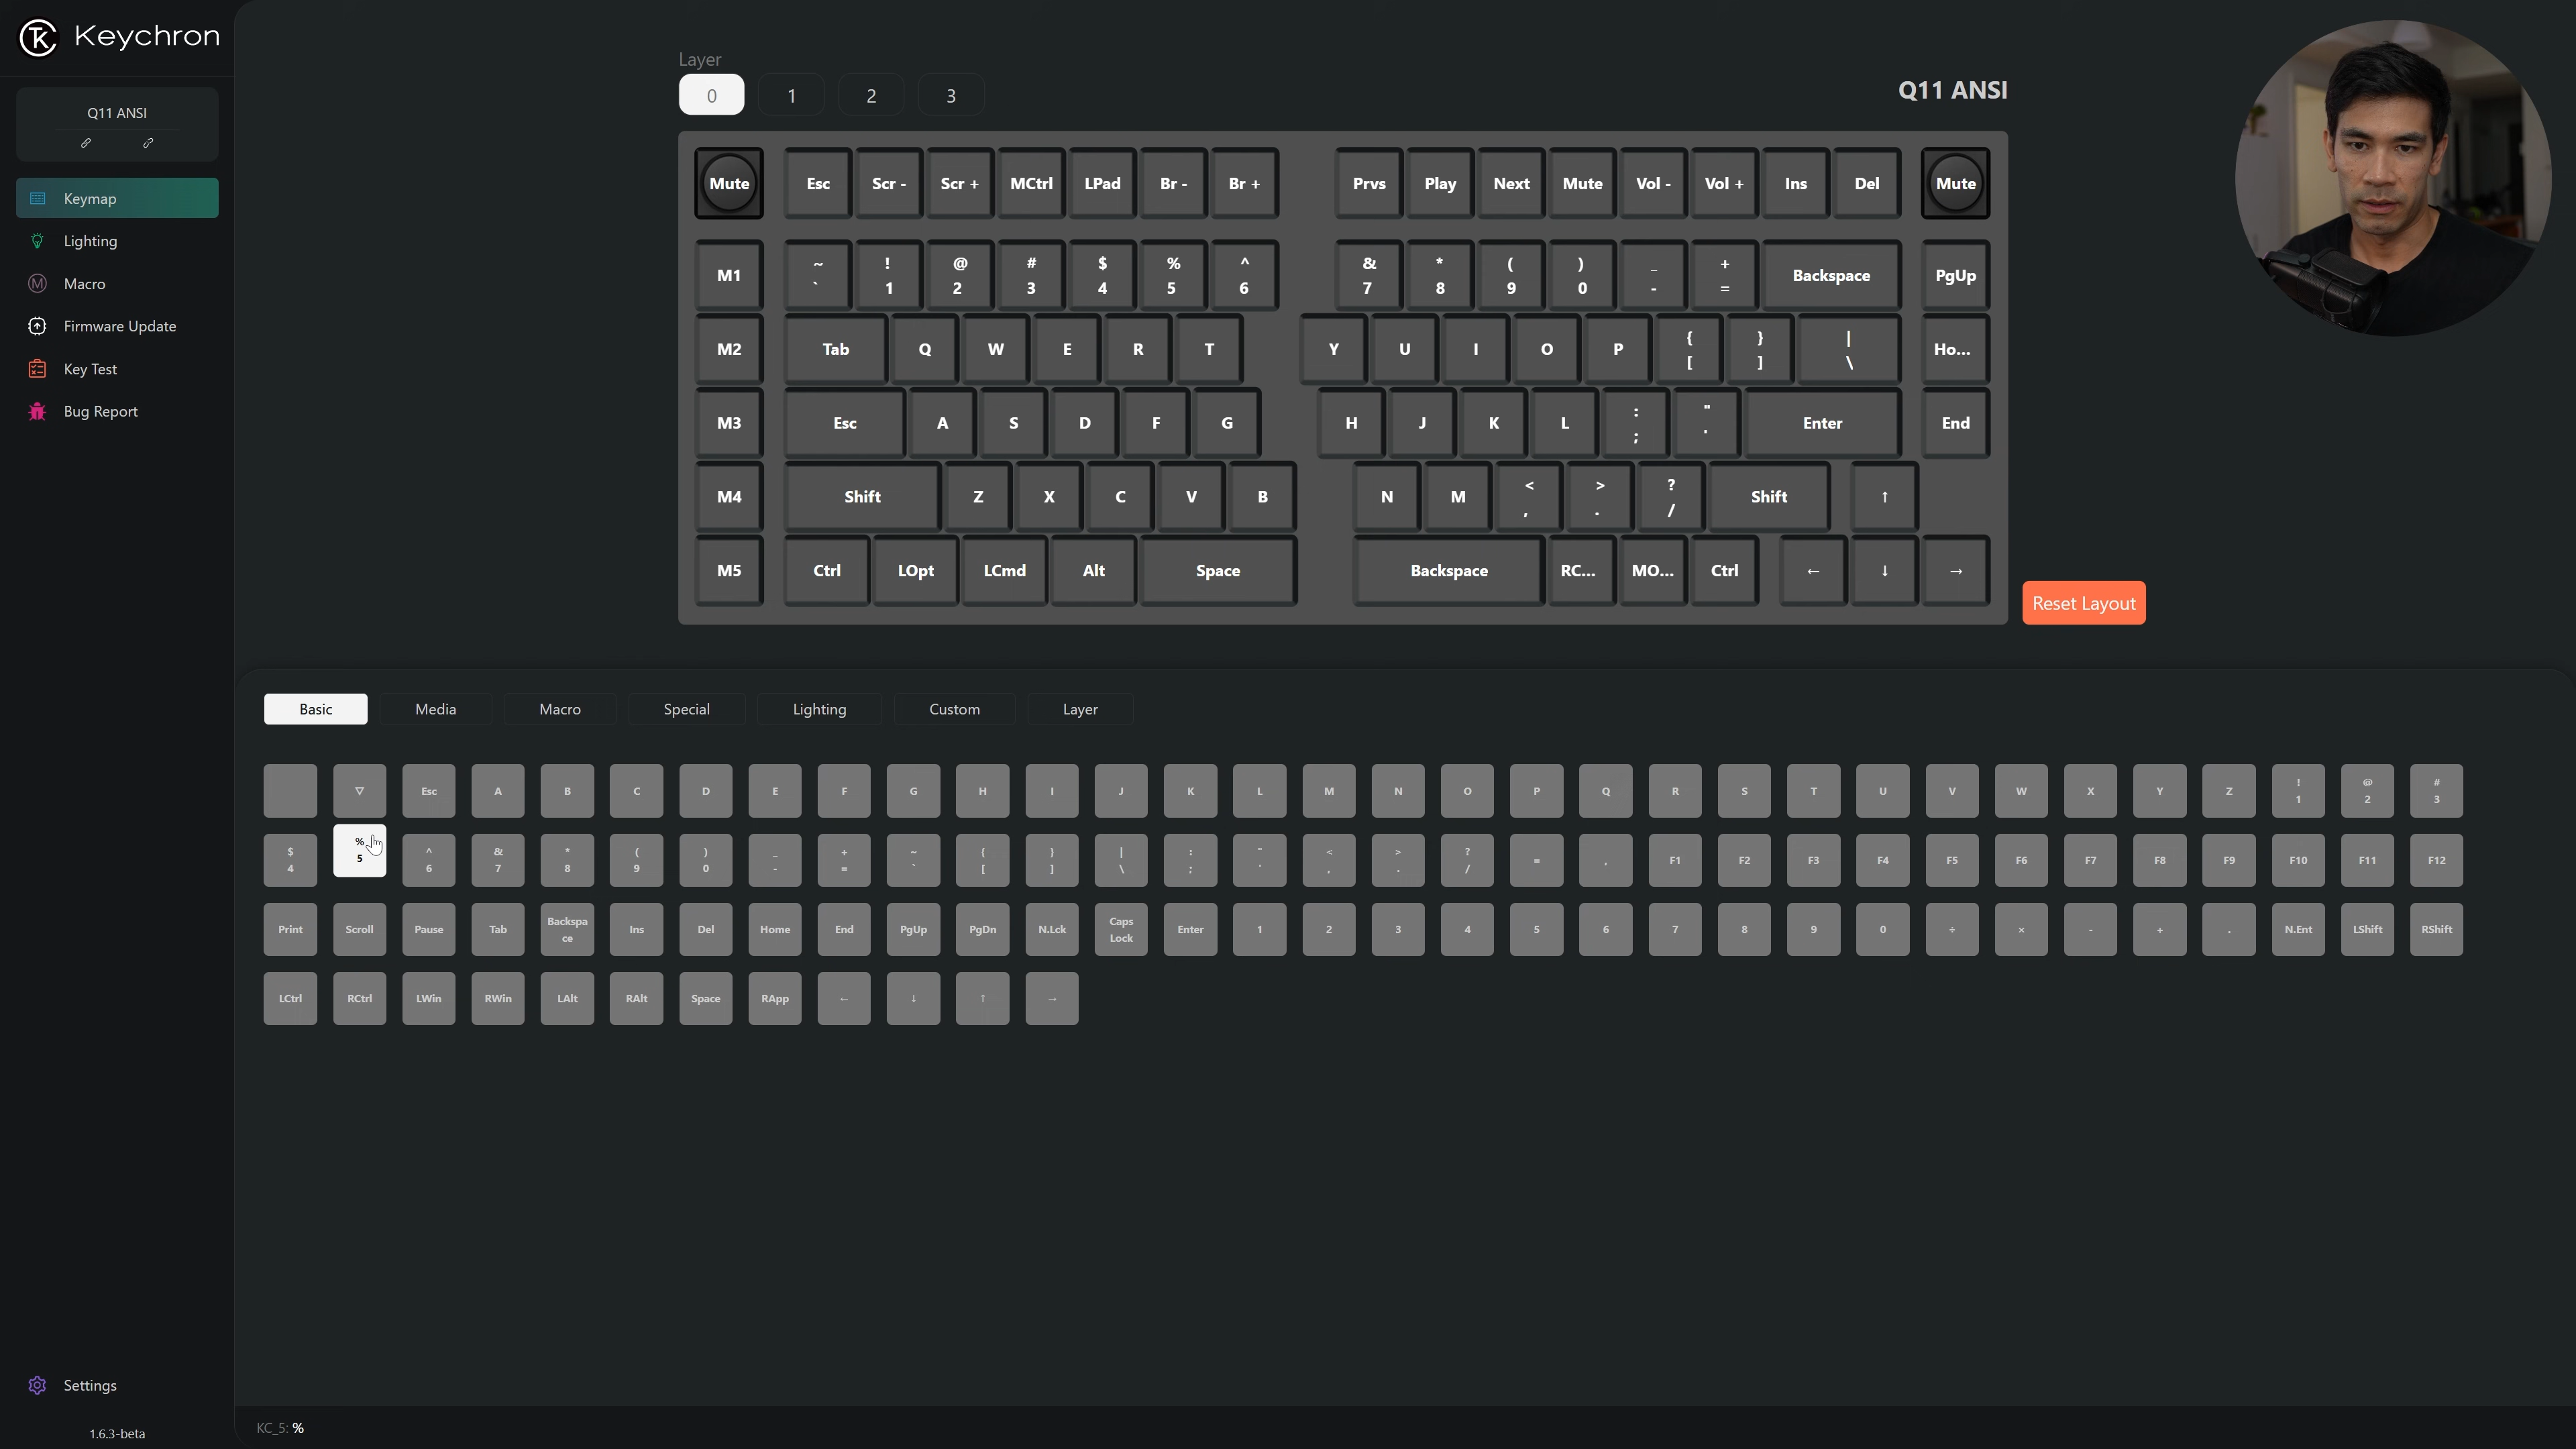 Keychron
Q11 ANSI
Keymap
Lighting
Macro
Firmware Update
Key Test
Bug Report
Settings
1.6.3-beta
Layer
0 1 2 3
Q11 ANSI
Mute Esc Scr - Scr + MCtrl LPad Br - Br + Prvs Play Next Mute Vol - Vol + Ins Del Mute
M1 ~ ` ! 1 @ 2 # 3 $ 4 % 5 ^ 6 & 7 * 8 ( 9 ) 0 _ - + = Backspace PgUp
M2 Tab Q W E R T Y U I O P { [ } ] | \ Ho...
M3 Esc A S D F G H J K L : ; " ' Enter End
M4 Shift Z X C V B N M < , > . ? / Shift ↑
M5 Ctrl LOpt LCmd Alt Space Backspace RC... MO... Ctrl ← ↓ →
Reset Layout
Basic Media Macro Special Lighting Custom Layer
▽ Esc A B C D E F G H I J K L M N O P Q R S T U V W X Y Z ! 1 @ 2 # 3
$ 4 % 5 ^ 6 & 7 * 8 ( 9 ) 0 _ - + = ~ ` { [ } ] | \ : ; " ' < , > . ? / = , F1 F2 F3 F4 F5 F6 F7 F8 F9 F10 F11 F12
Print Scroll Pause Tab Backspa
ce Ins Del Home End PgUp PgDn N.Lck Caps
Lock Enter 1 2 3 4 5 6 7 8 9 0 ÷ × - + . N.Ent LShift RShift
LCtrl RCtrl LWin RWin LAlt RAlt Space RApp ← ↓ ↑ →
KC_5: %